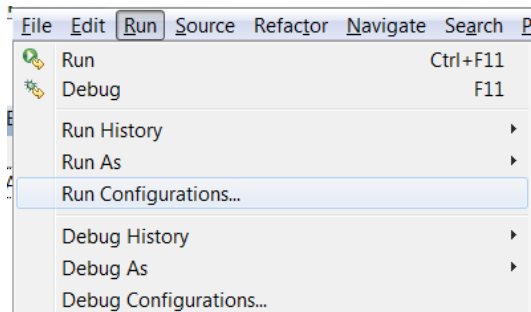 File Edit Run Source Refactor Navigate Search P
Run Ctrl+F11
Debug F11
Run History
Run As
Run Configurations...
Debug History
Debug As
Debug Configurations...